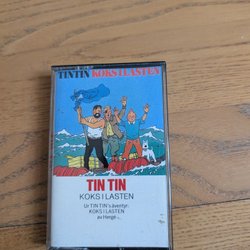 TINTIN KOKS I LASTEN
TIN TIN
KOKS I LASTEN
Ur TIN TIN's äventyr:
KOKS I LASTEN
av Hergé